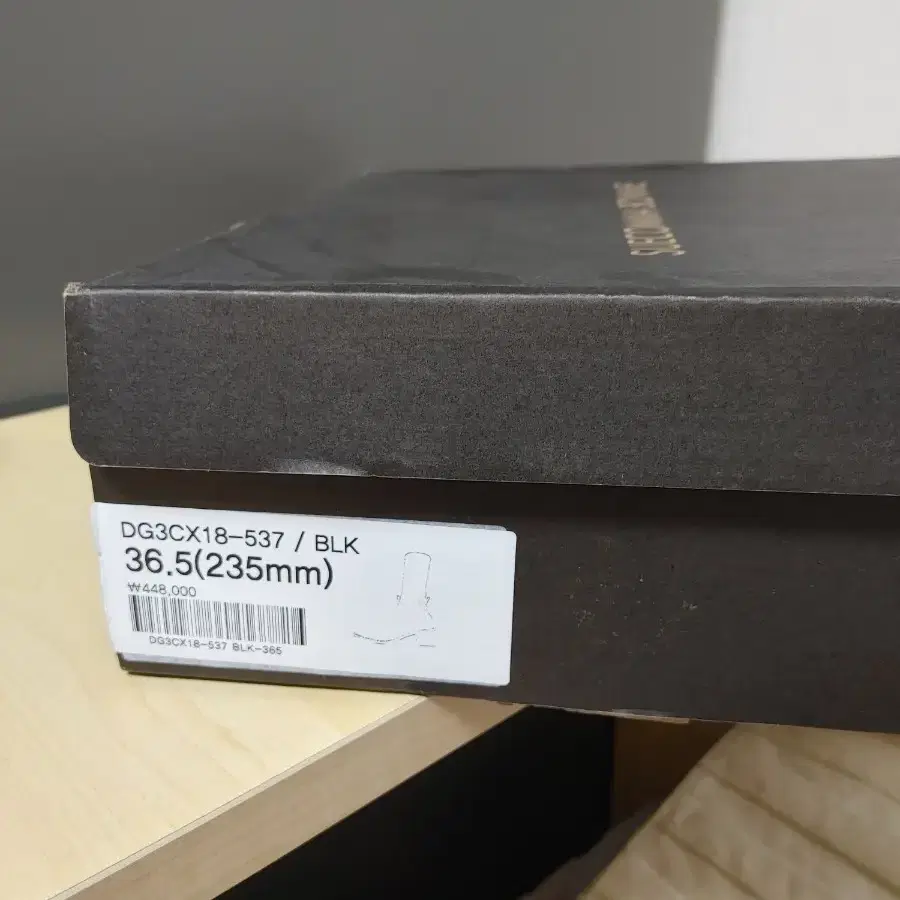 DG3CX18-537 / BLK
36.5(235mm)
₩448,000
DG3CX18-537 BLK-365